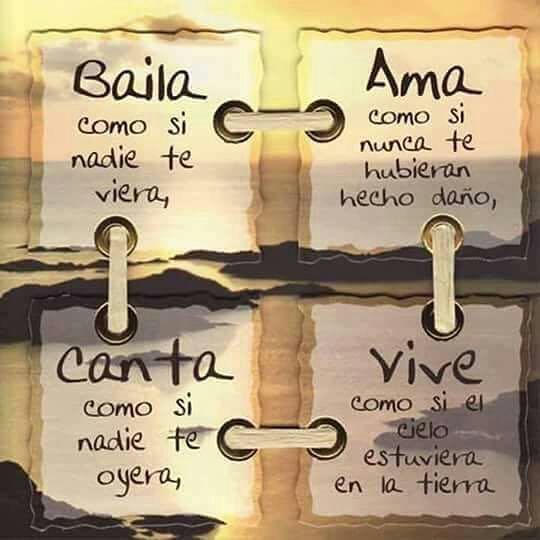 Baila
como si
nadie te
viera,
Ama
como si
nunca te
hubieran
hecho daño,
Canta
como si
nadie te
oyera,
Vive
como si el
cielo
estuviera
en la tierra